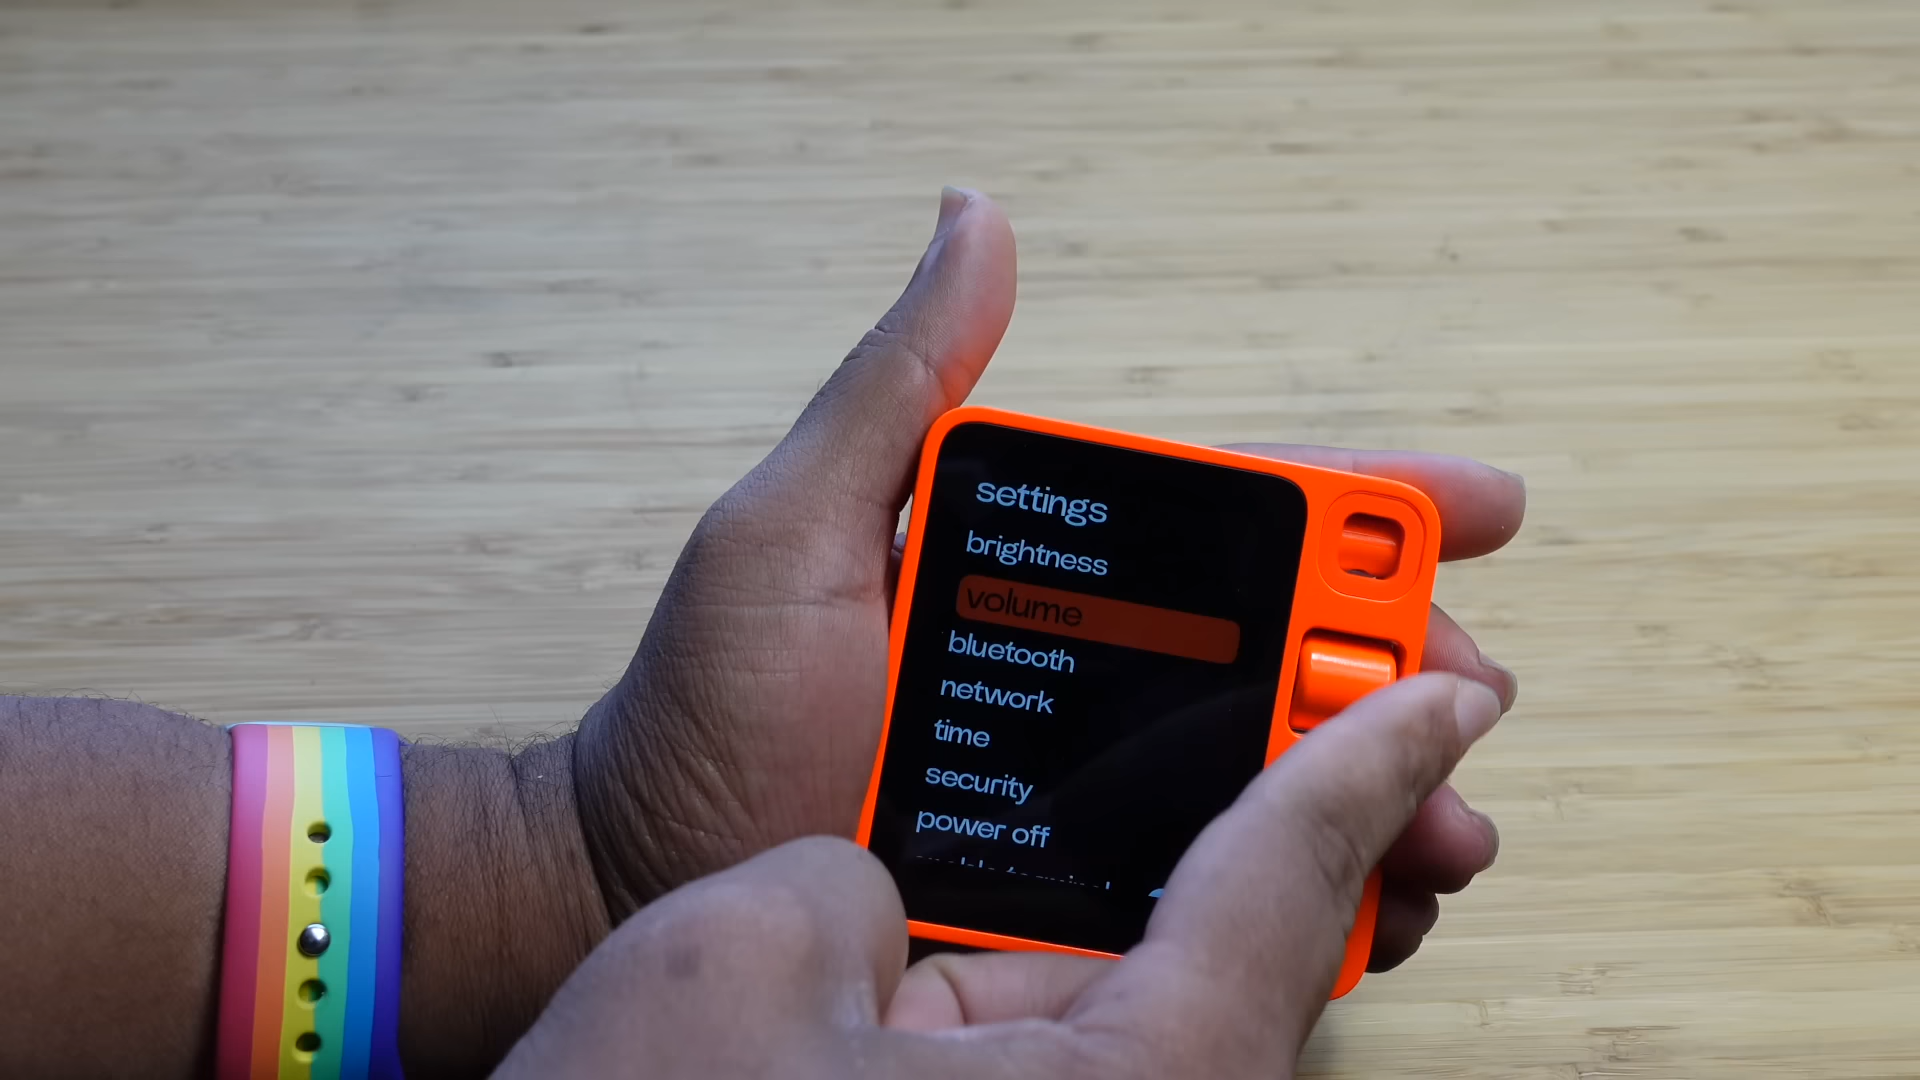 settings
brightness
volume
bluetooth
network
time
security
power off